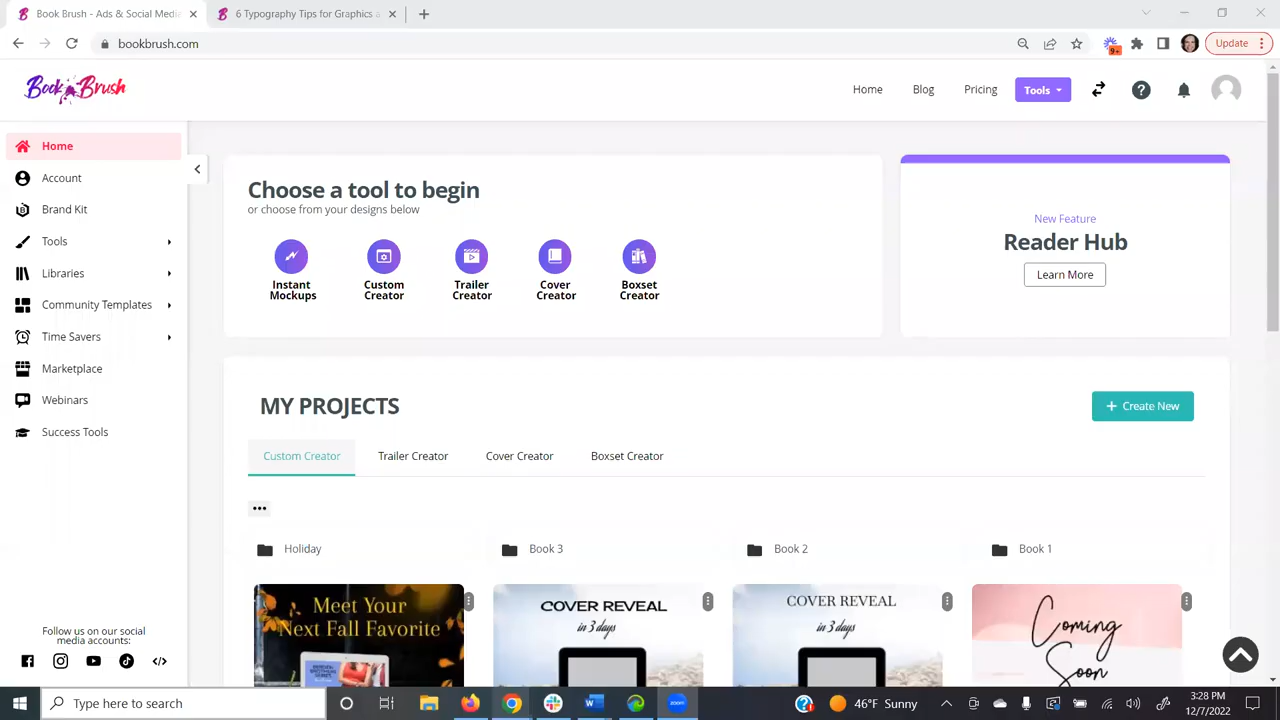 Book Brush - Ads & Social Media
6 Typography Tips for Graphics
bookbrush.com
9+
Update
Book Brush
Home
Blog
Pricing
Tools
Home
Account
Brand Kit
Tools
Libraries
Community Templates
Time Savers
Marketplace
Webinars
Success Tools
Follow us on our social
media accounts:
Choose a tool to begin
or choose from your designs below
Instant
Mockups
Custom
Creator
Trailer
Creator
Cover
Creator
Boxset
Creator
New Feature
Reader Hub
Learn More
MY PROJECTS
+ Create New
Custom Creator
Trailer Creator
Cover Creator
Boxset Creator
Holiday
Book 3
Book 2
Book 1
Meet Your
Next Fall Favorite
COVER REVEAL
in 3 days
COVER REVEAL
in 3 days
Coming
Soon
Type here to search
zoom
46°F Sunny
3:28 PM
12/7/2022